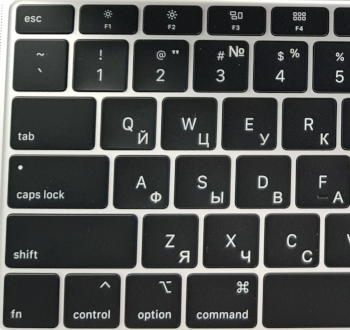 esc F1 F2 F3 F4
~ ` ! 1 @ " 2 # № 3 $ % 4 % 5
tab Q Й W Ц E У R К
caps lock A Ф S Ы D В F А
shift Z Я X Ч C С
fn ^ control ⌥ option ⌘ command